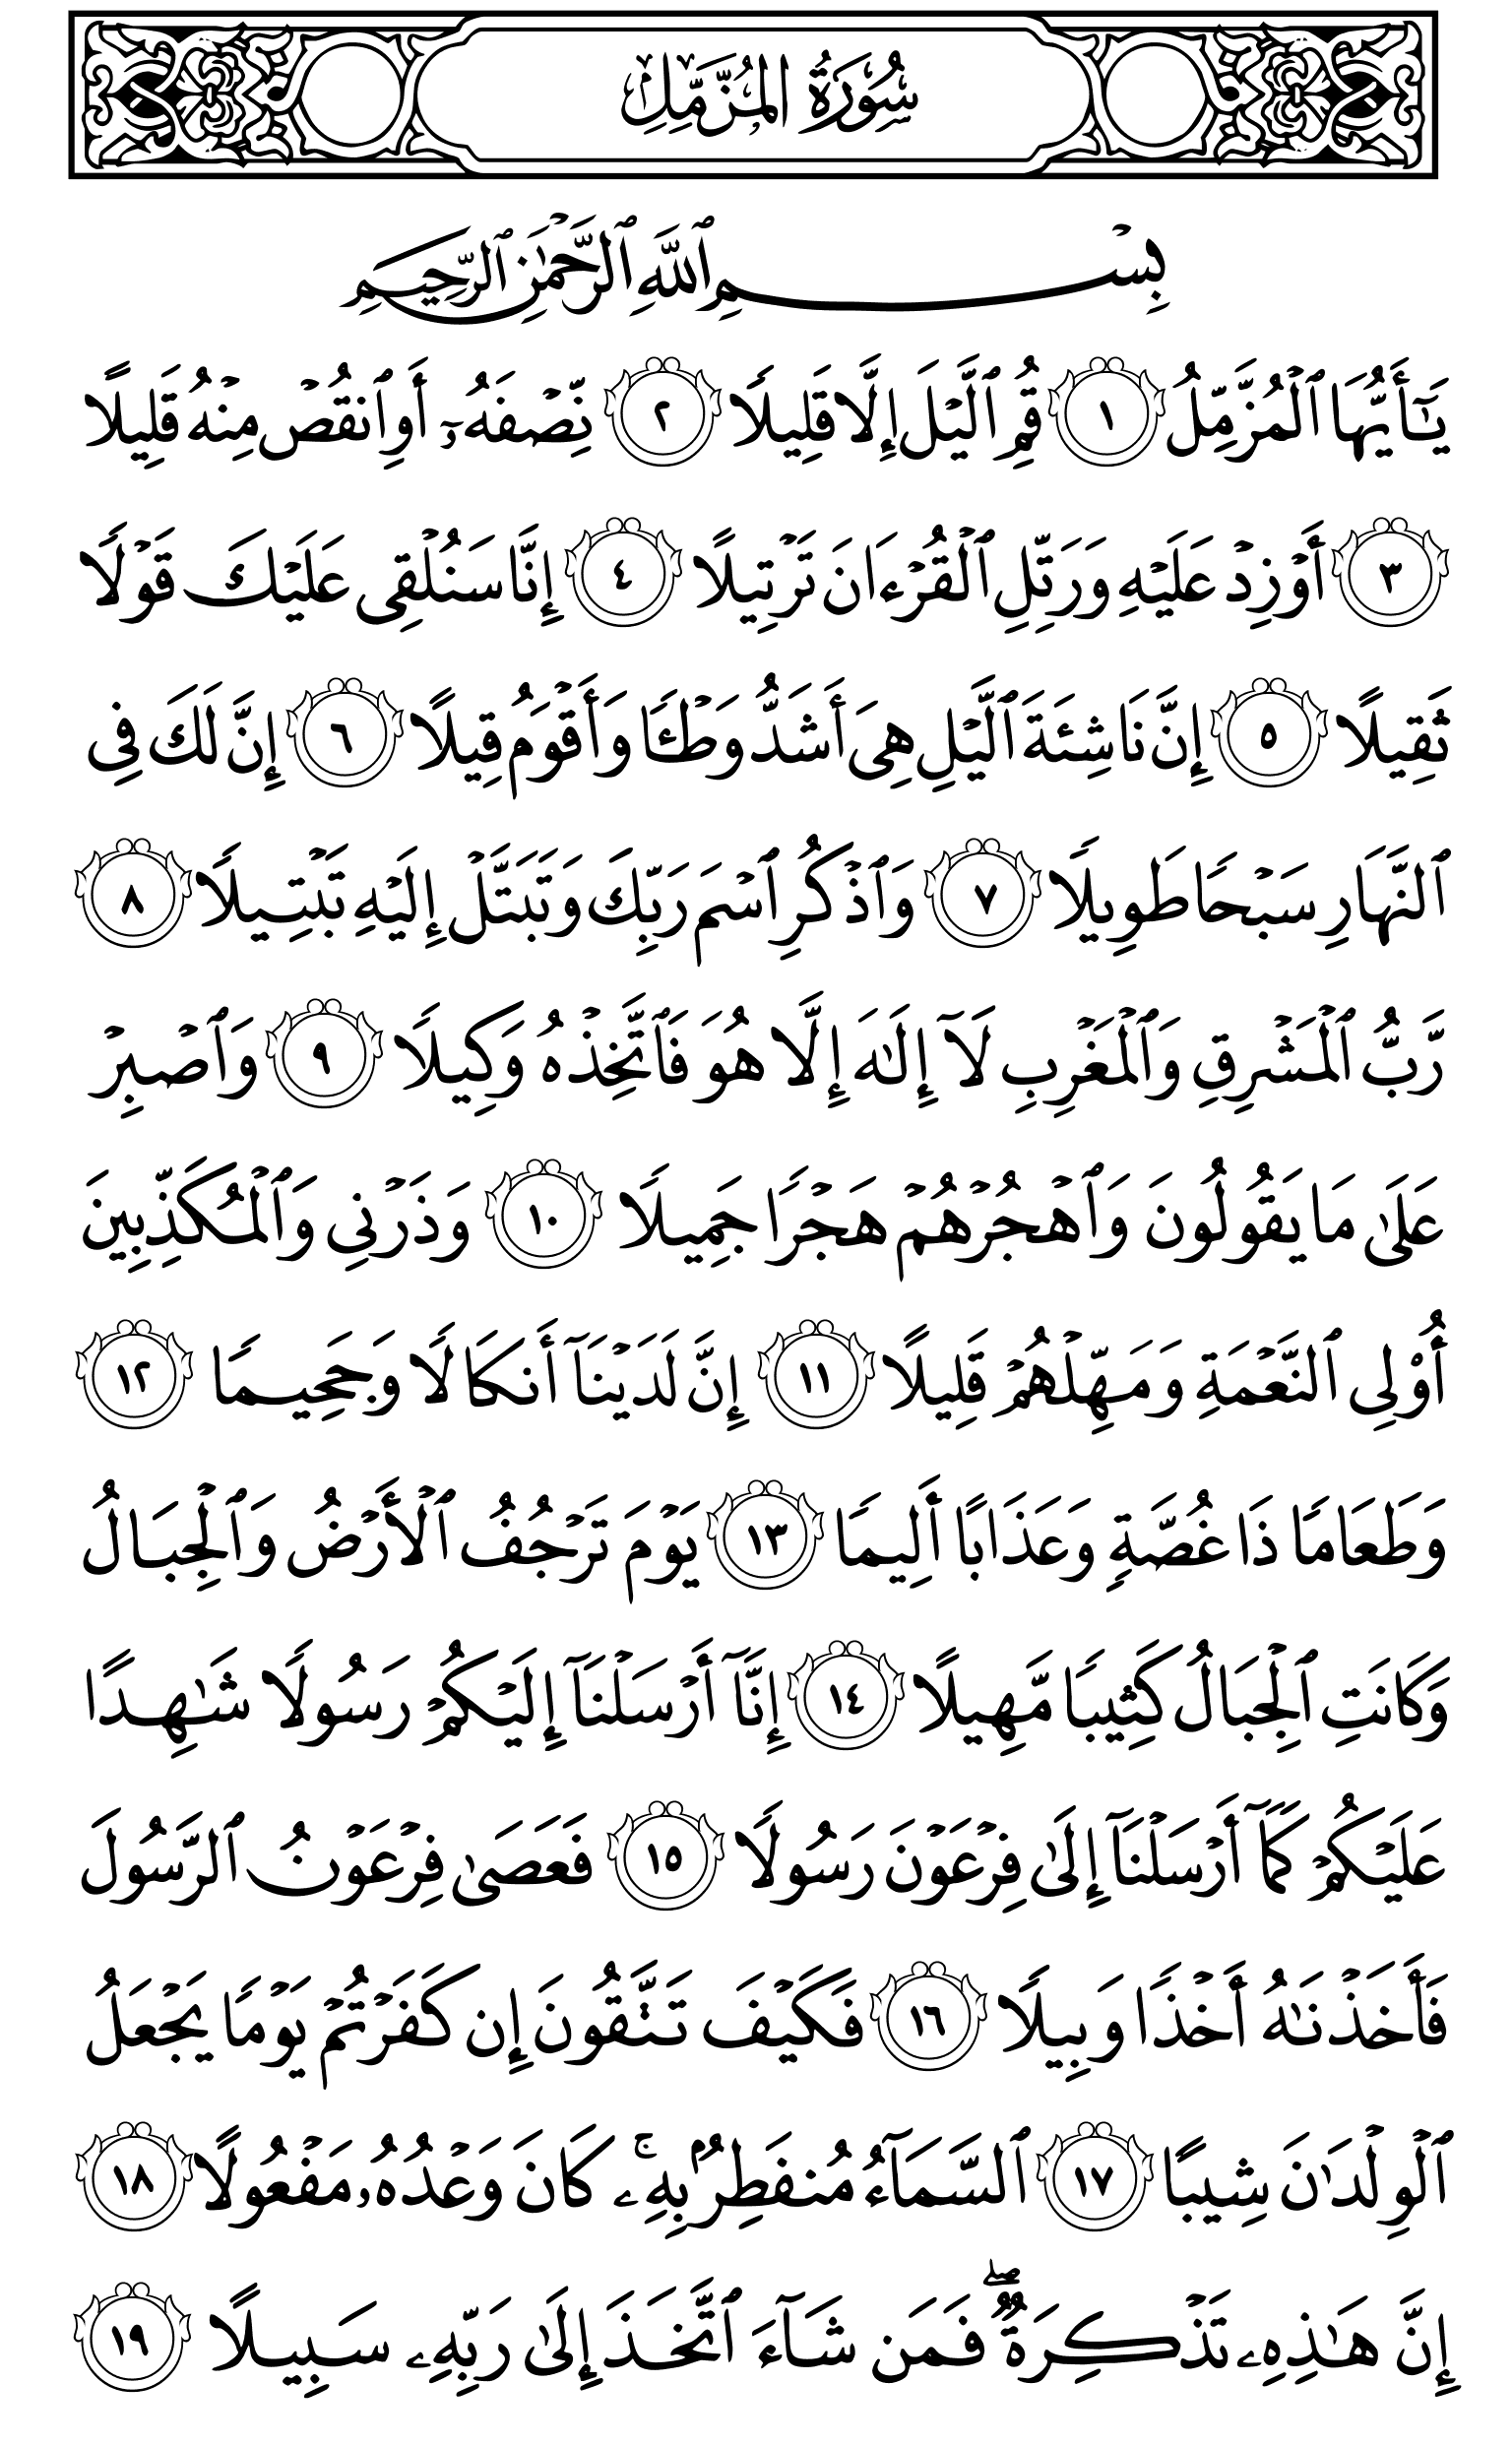 سُورَةُ الْمُزَّمِّلِ
بِسۡمِ ٱللَّهِ ٱلرَّحۡمَٰنِ ٱلرَّحِيمِ
يَٰٓأَيُّهَا ٱلۡمُزَّمِّلُ ١ قُمِ ٱلَّيۡلَ إِلَّا قَلِيلٗا ٢ نِّصۡفَهُۥٓ أَوِ ٱنقُصۡ مِنۡهُ قَلِيلًا
٣ أَوۡ زِدۡ عَلَيۡهِ وَرَتِّلِ ٱلۡقُرۡءَانَ تَرۡتِيلًا ٤ إِنَّا سَنُلۡقِي عَلَيۡكَ قَوۡلٗا
ثَقِيلًا ٥ إِنَّ نَاشِئَةَ ٱلَّيۡلِ هِيَ أَشَدُّ وَطۡـٔٗا وَأَقۡوَمُ قِيلًا ٦ إِنَّ لَكَ فِي
ٱلنَّهَارِ سَبۡحٗا طَوِيلٗا ٧ وَٱذۡكُرِ ٱسۡمَ رَبِّكَ وَتَبَتَّلۡ إِلَيۡهِ تَبۡتِيلٗا ٨
رَّبُّ ٱلۡمَشۡرِقِ وَٱلۡمَغۡرِبِ لَآ إِلَٰهَ إِلَّا هُوَ فَٱتَّخِذۡهُ وَكِيلٗا ٩ وَٱصۡبِرۡ
عَلَىٰ مَا يَقُولُونَ وَٱهۡجُرۡهُمۡ هَجۡرٗا جَمِيلٗا ١٠ وَذَرۡنِي وَٱلۡمُكَذِّبِينَ
أُوْلِي ٱلنَّعۡمَةِ وَمَهِّلۡهُمۡ قَلِيلًا ١١ إِنَّ لَدَيۡنَآ أَنكَالٗا وَجَحِيمٗا ١٢
وَطَعَامٗا ذَا غُصَّةٖ وَعَذَابًا أَلِيمٗا ١٣ يَوۡمَ تَرۡجُفُ ٱلۡأَرۡضُ وَٱلۡجِبَالُ
وَكَانَتِ ٱلۡجِبَالُ كَثِيبٗا مَّهِيلًا ١٤ إِنَّآ أَرۡسَلۡنَآ إِلَيۡكُمۡ رَسُولٗا شَٰهِدًا
عَلَيۡكُمۡ كَمَآ أَرۡسَلۡنَآ إِلَىٰ فِرۡعَوۡنَ رَسُولٗا ١٥ فَعَصَىٰ فِرۡعَوۡنُ ٱلرَّسُولَ
فَأَخَذۡنَٰهُ أَخۡذٗا وَبِيلٗا ١٦ فَكَيۡفَ تَتَّقُونَ إِن كَفَرۡتُمۡ يَوۡمٗا يَجۡعَلُ
ٱلۡوِلۡدَٰنَ شِيبًا ١٧ ٱلسَّمَآءُ مُنفَطِرُۢ بِهِۦۚ كَانَ وَعۡدُهُۥ مَفۡعُولًا ١٨
إِنَّ هَٰذِهِۦ تَذۡكِرَةٞۖ فَمَن شَآءَ ٱتَّخَذَ إِلَىٰ رَبِّهِۦ سَبِيلًا ١٩